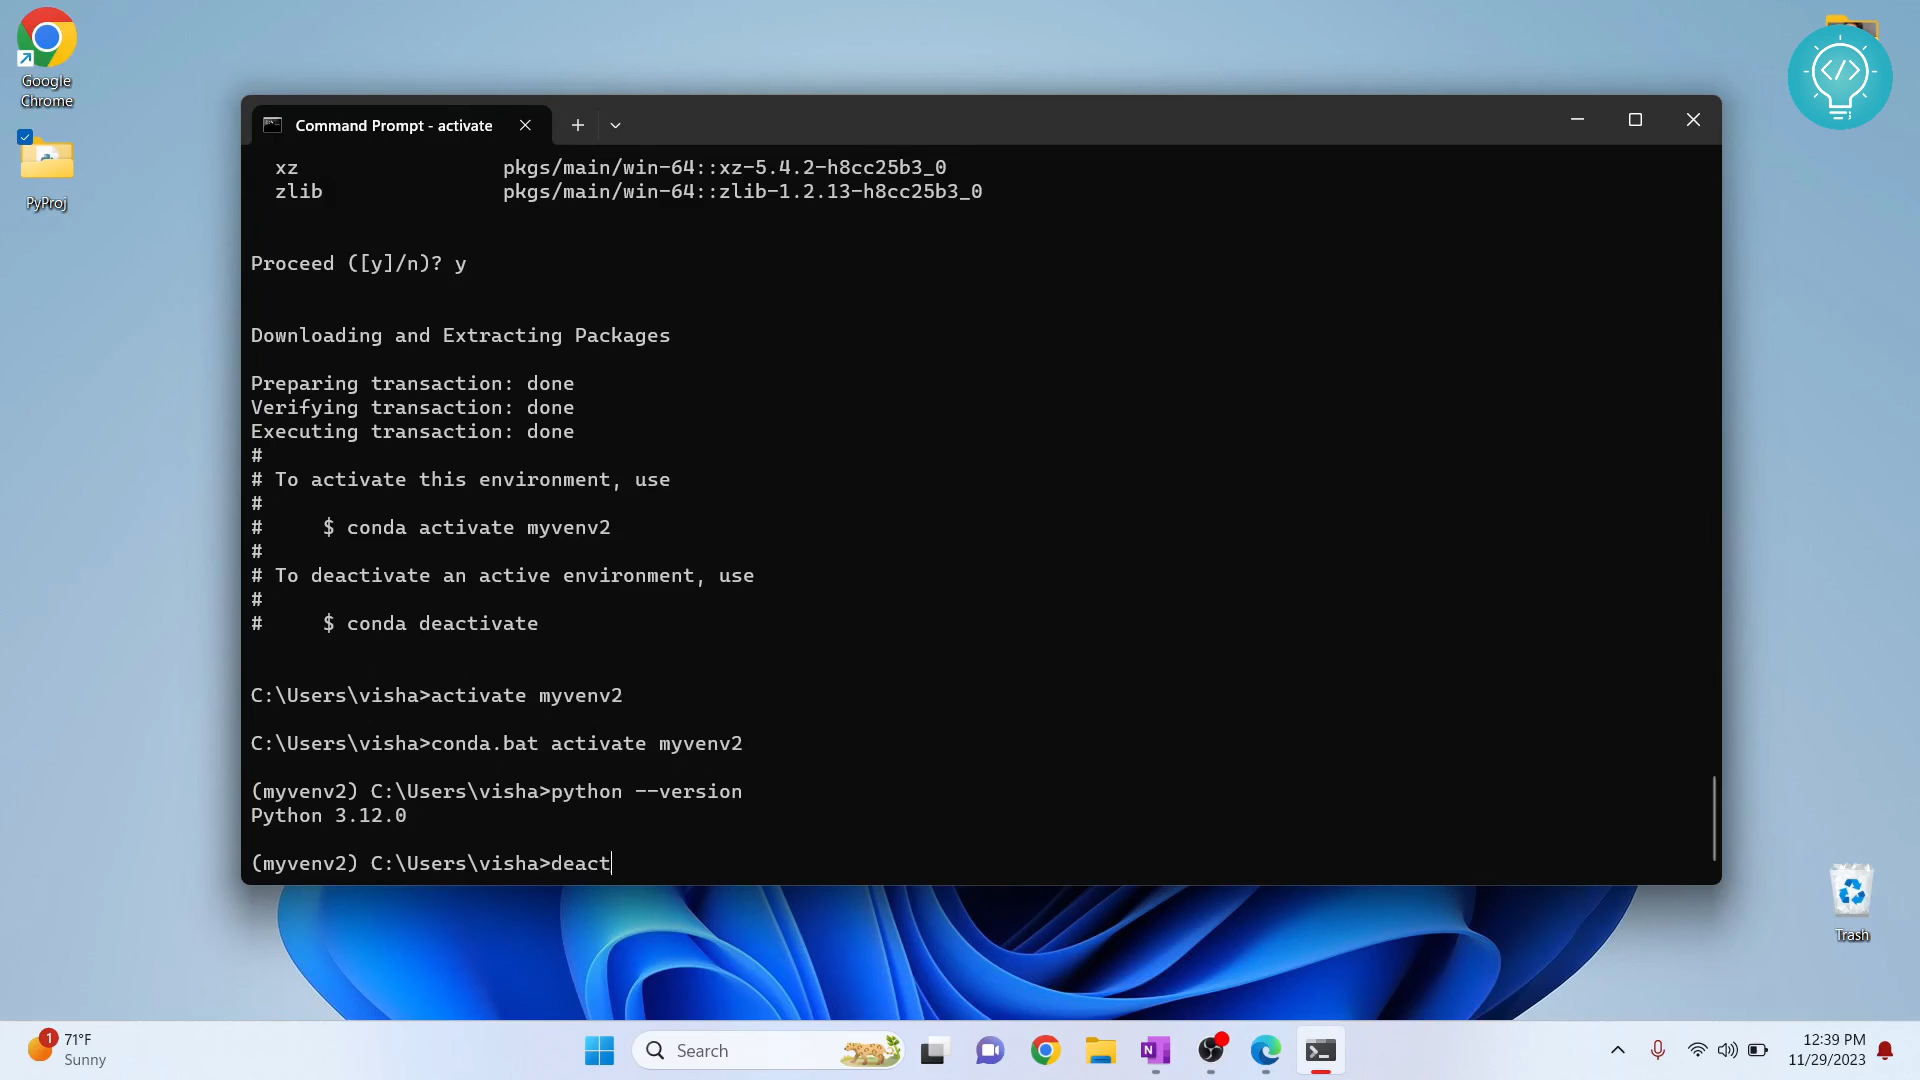 Google
Chrome
PyProj
Command Prompt - activate
xz pkgs/main/win-64::xz-5.4.2-h8cc25b3_0
zlib pkgs/main/win-64::zlib-1.2.13-h8cc25b3_0
Proceed ([y]/n)? y
Downloading and Extracting Packages
Preparing transaction: done
Verifying transaction: done
Executing transaction: done
#
# To activate this environment, use
#
# $ conda activate myvenv2
#
# To deactivate an active environment, use
#
# $ conda deactivate
C:\Users\visha>activate myvenv2
C:\Users\visha>conda.bat activate myvenv2
(myvenv2) C:\Users\visha>python --version
Python 3.12.0
(myvenv2) C:\Users\visha>deact
Trash
1
71°F
Sunny
Search
N
12:39 PM
11/29/2023